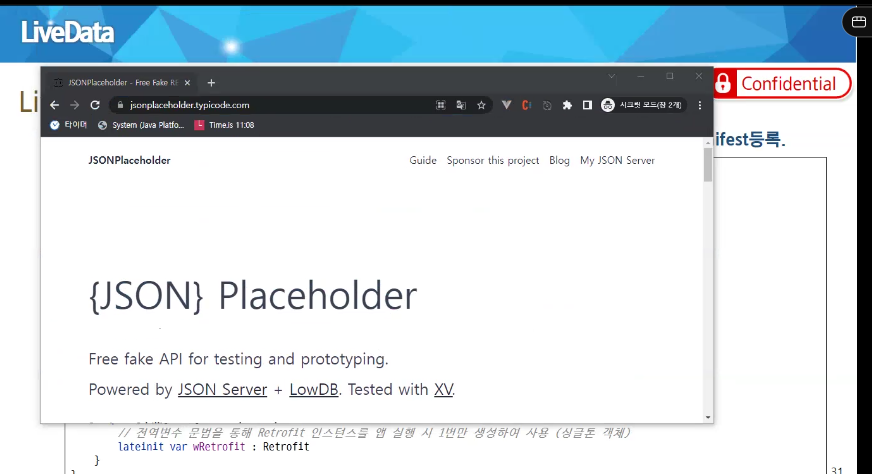 LiveData
JSONPlaceholder - Free Fake RE
jsonplaceholder.typicode.com
시크릿 모드(창 2개)
Confidential
타이머
System (Java Platfo...
Time.is 11:08
Li
ifest등록.
JSONPlaceholder
Guide
Sponsor this project
Blog
My JSON Server
{JSON} Placeholder
Free fake API for testing and prototyping.
Powered by JSON Server + LowDB. Tested with XV.
// 전역변수 문법을 통해 Retrofit 인스턴스를 앱 실행 시 1번만 생성하여 사용 (싱글톤 객체)
lateinit var wRetrofit : Retrofit
}
31